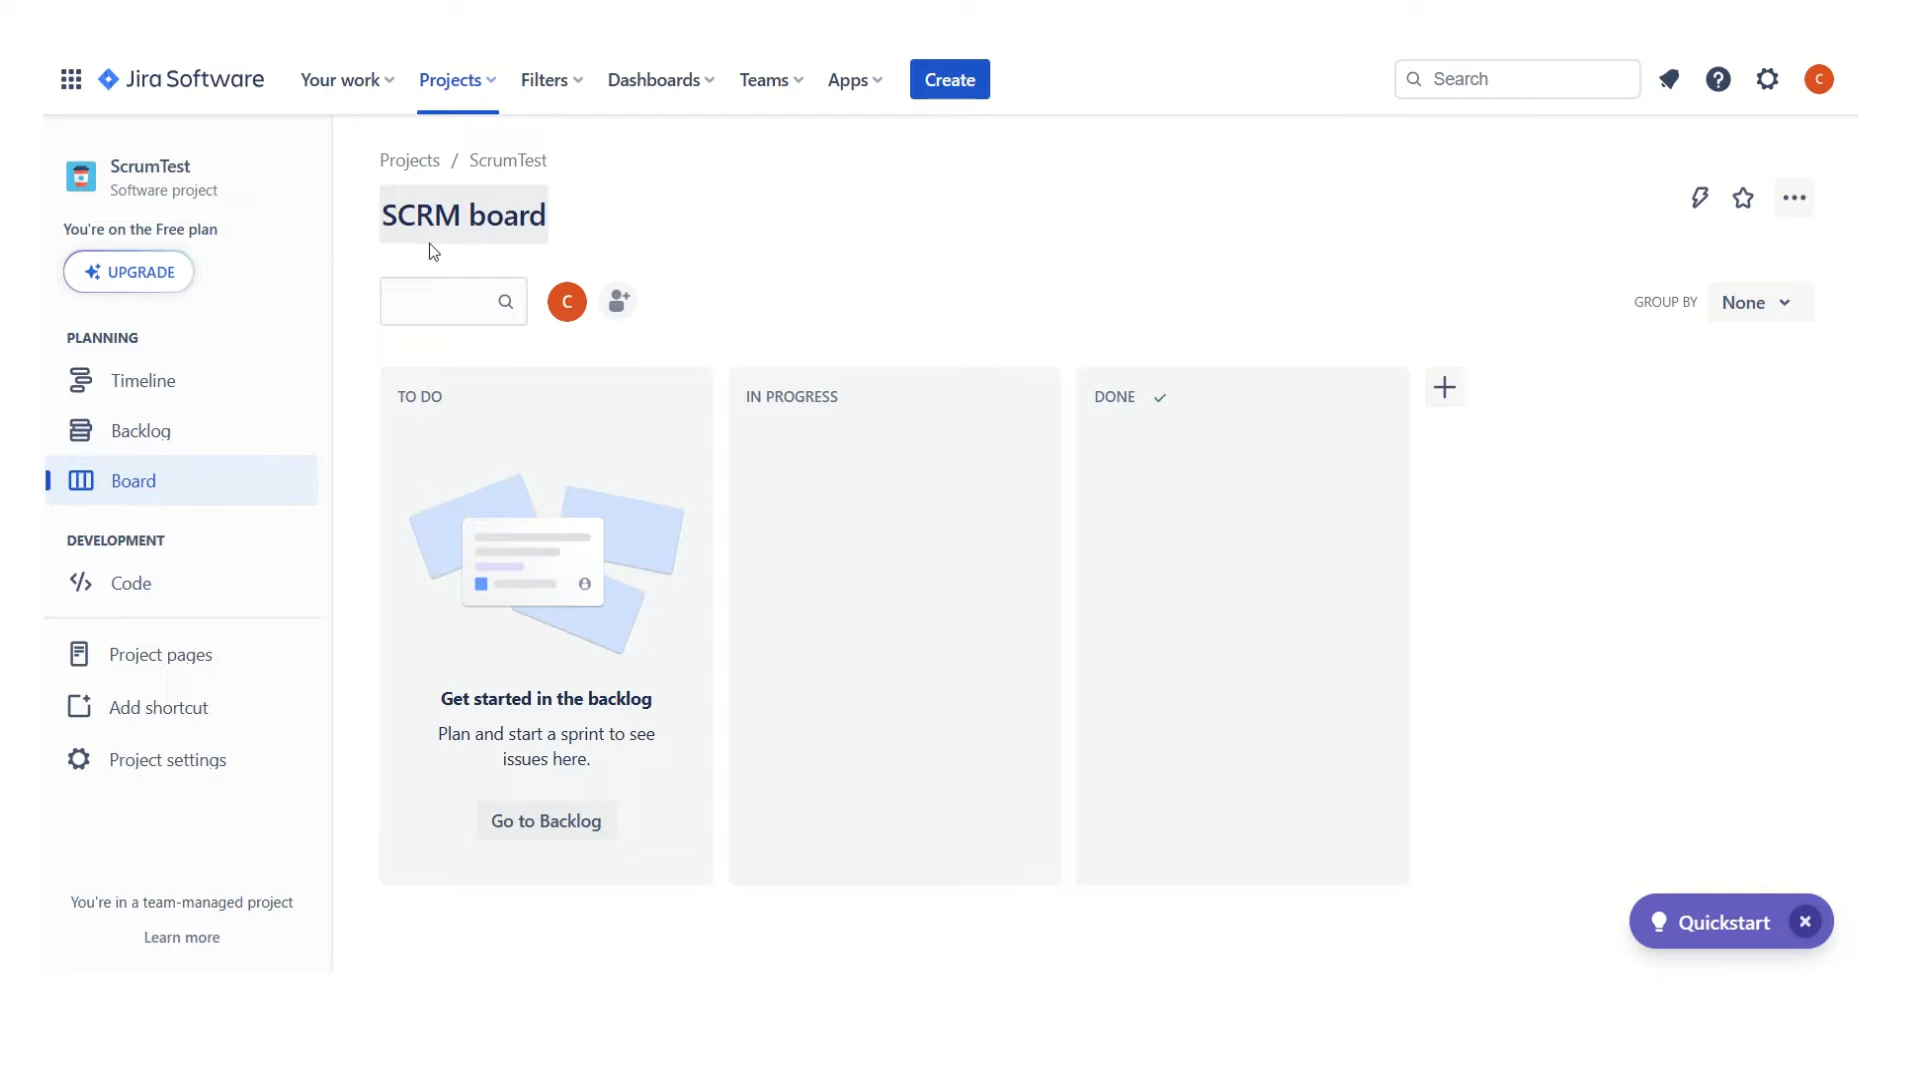 Jira Software
Your work
Projects
Filters
Dashboards
Teams
Apps
Create
Search
C
ScrumTest
Software project
You're on the Free plan
UPGRADE
PLANNING
Timeline
Backlog
Board
DEVELOPMENT
Code
Project pages
Add shortcut
Project settings
You're in a team-managed project
Learn more
Projects / ScrumTest
SCRM board
C
GROUP BY None
TO DO
IN PROGRESS
DONE
Get started in the backlog
Plan and start a sprint to see
issues here.
Go to Backlog
Quickstart